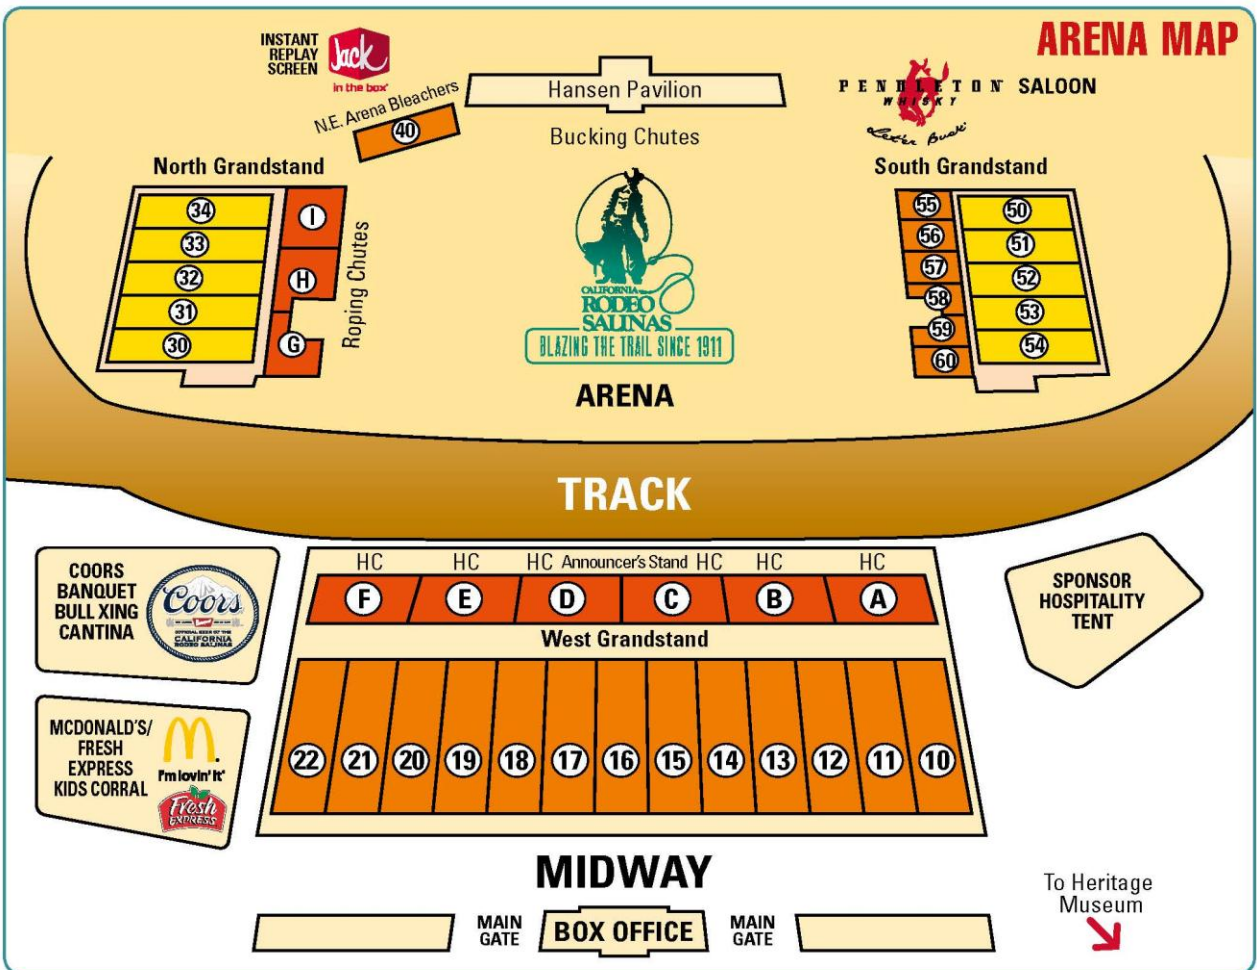 ARENA MAP
INSTANT
REPLAY
SCREEN
Jack
in the box
N.E. Arena Bleachers
40
Hansen Pavilion
Bucking Chutes
PENDLETON
WHISKY
Let'er Buck
SALOON
North Grandstand
34
33
32
31
30
I
H
G
Roping Chutes
CALIFORNIA
RODEO
SALINAS
BLAZING THE TRAIL SINCE 1911
ARENA
South Grandstand
55
56
57
58
59
60
50
51
52
53
54
TRACK
COORS
BANQUET
BULL XING
CANTINA
Coors
OFFICIAL BEER OF THE
CALIFORNIA
RODEO SALINAS
HC HC HC Announcer's Stand HC HC HC
F E D C B A
West Grandstand
22 21 20 19 18 17 16 15 14 13 12 11 10
SPONSOR
HOSPITALITY
TENT
MCDONALD'S/
FRESH
EXPRESS
KIDS CORRAL
M
i'm lovin' it
Fresh
EXPRESS
MIDWAY
MAIN
GATE
BOX OFFICE
MAIN
GATE
To Heritage
Museum